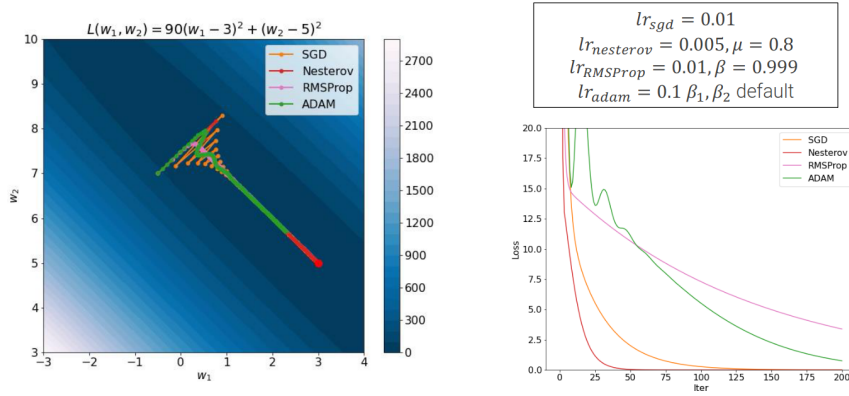 L(w₁, w₂) = 90(w₁ − 3)² + (w₂ − 5)²
SGD
Nesterov
RMSProp
ADAM
10
9
8
7
6
5
4
3
w₂
−3
−2
−1
0
1
2
3
4
w₁
2700
2400
2100
1800
1500
1200
900
600
300
0
lr_sgd = 0.01
lr_nesterov = 0.005, μ = 0.8
lr_RMSProp = 0.01, β = 0.999
lr_adam = 0.1 β₁, β₂ default
SGD
Nesterov
RMSProp
ADAM
20.0
17.5
15.0
12.5
10.0
7.5
5.0
2.5
0.0
Loss
0
25
50
75
100
125
150
175
200
Iter